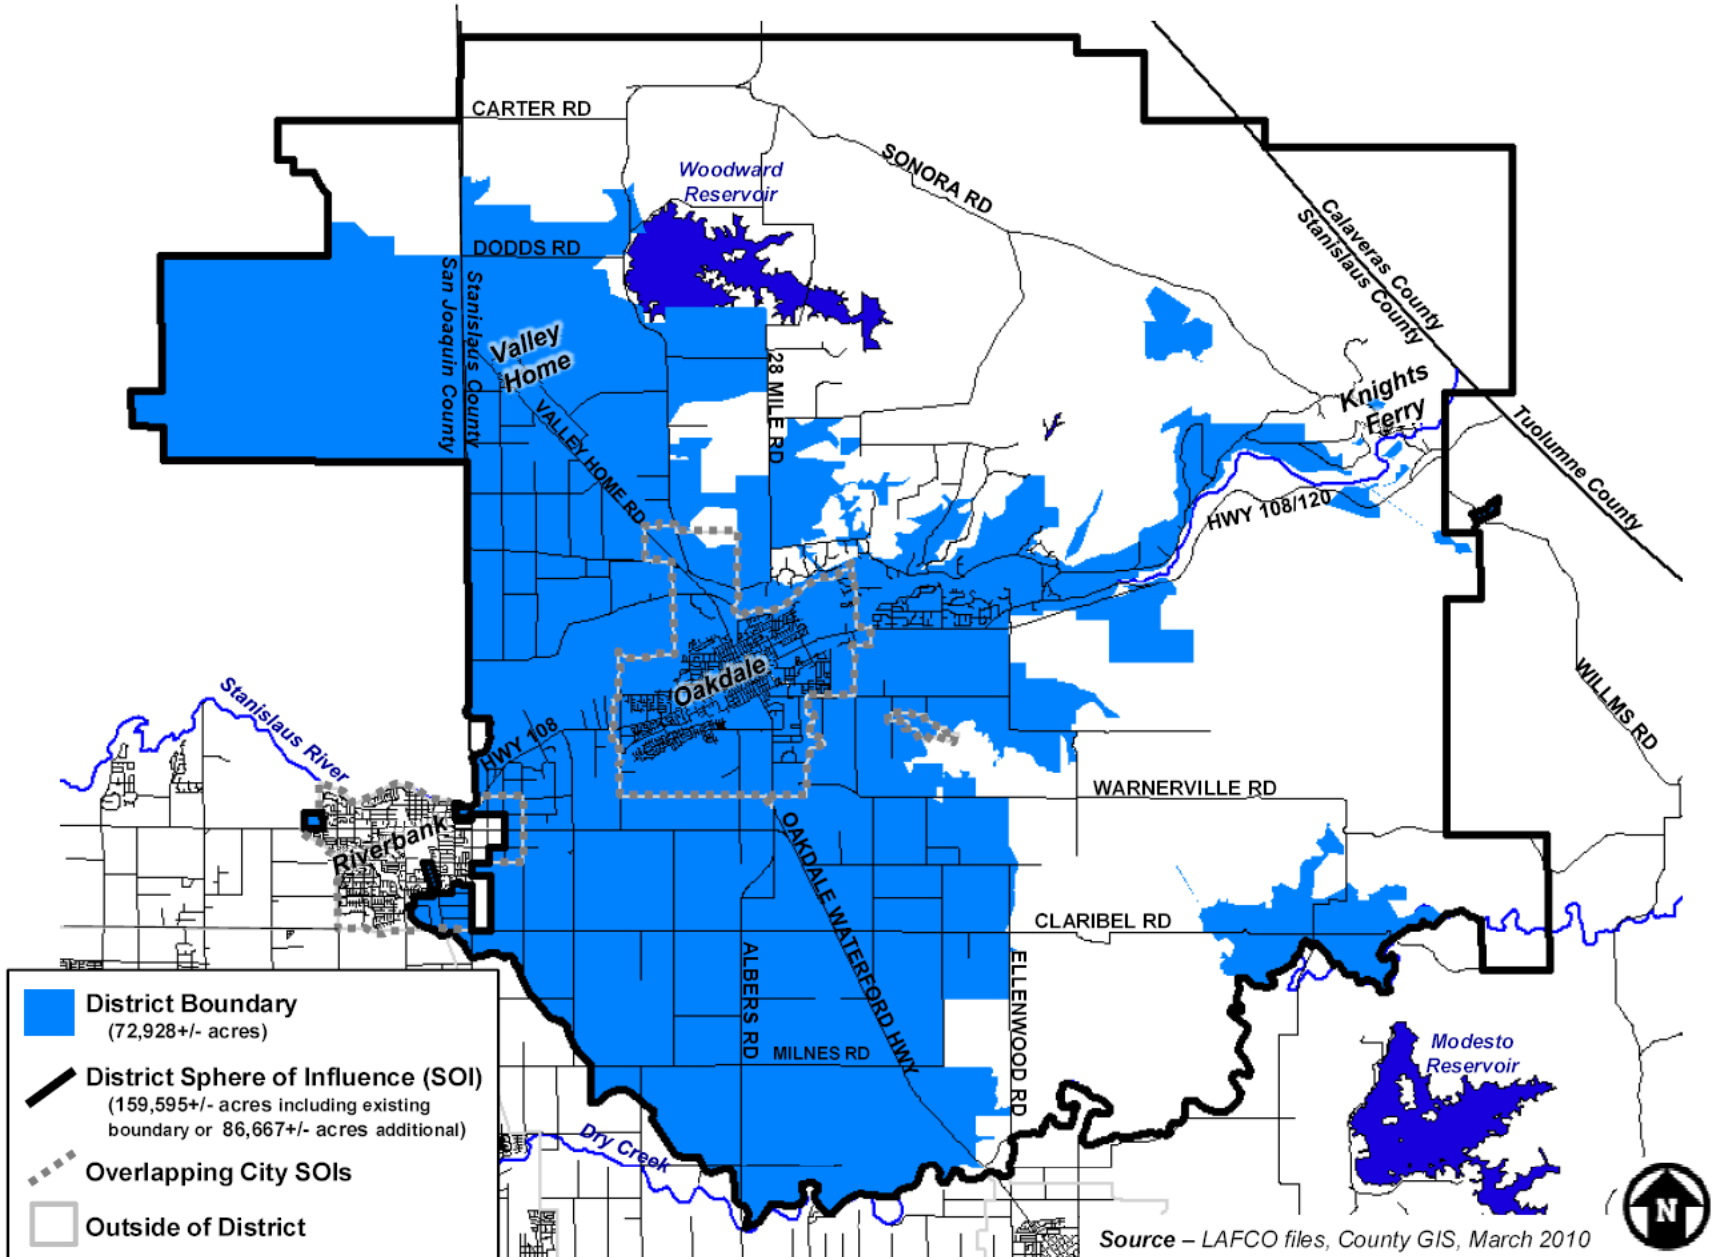 CARTER RD
Woodward
Reservoir
SONORA RD
DODDS RD
Calaveras County
Stanislaus County
San Joaquin County
Stanislaus County
Valley
Home
28 MILE RD
VALLEY HOME RD
Knights
Ferry
Tuolumne County
HWY 108/120
Oakdale
WILLMS RD
Stanislaus River
HWY 108
WARNERVILLE RD
Riverbank
OAKDALE WATERFORD HWY
CLARIBEL RD
ALBERS RD
ELLENWOOD RD
MILNES RD
Modesto
Reservoir
Dry Creek
District Boundary
(72,928+/- acres)
District Sphere of Influence (SOI)
(159,595+/- acres including existing
boundary or 86,667+/- acres additional)
Overlapping City SOIs
Outside of District
N
Source – LAFCO files, County GIS, March 2010